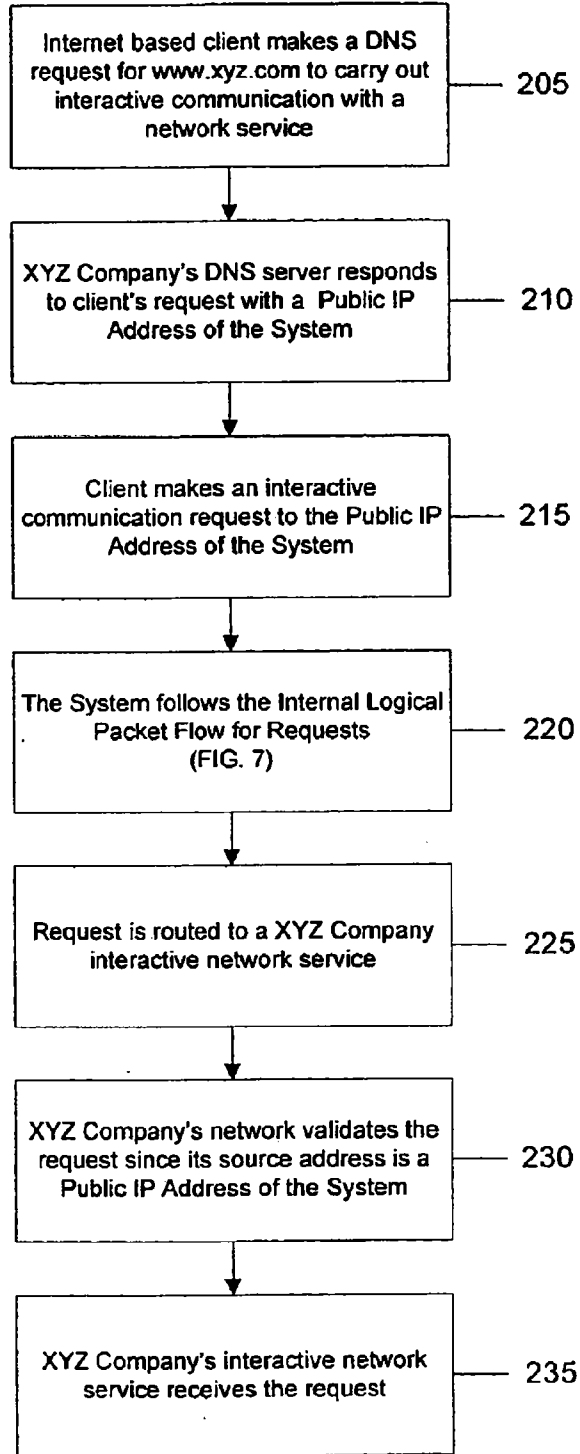 Internet based client makes a DNS
request for www.xyz.com to carry out
interactive communication with a
network service
205
XYZ Company's DNS server responds
to client's request with a Public IP
Address of the System
210
Client makes an interactive
communication request to the Public IP
Address of the System
215
The System follows the Internal Logical
Packet Flow for Requests
(FIG. 7)
220
Request is routed to a XYZ Company
interactive network service
225
XYZ Company's network validates the
request since its source address is a
Public IP Address of the System
230
XYZ Company's interactive network
service receives the request
235